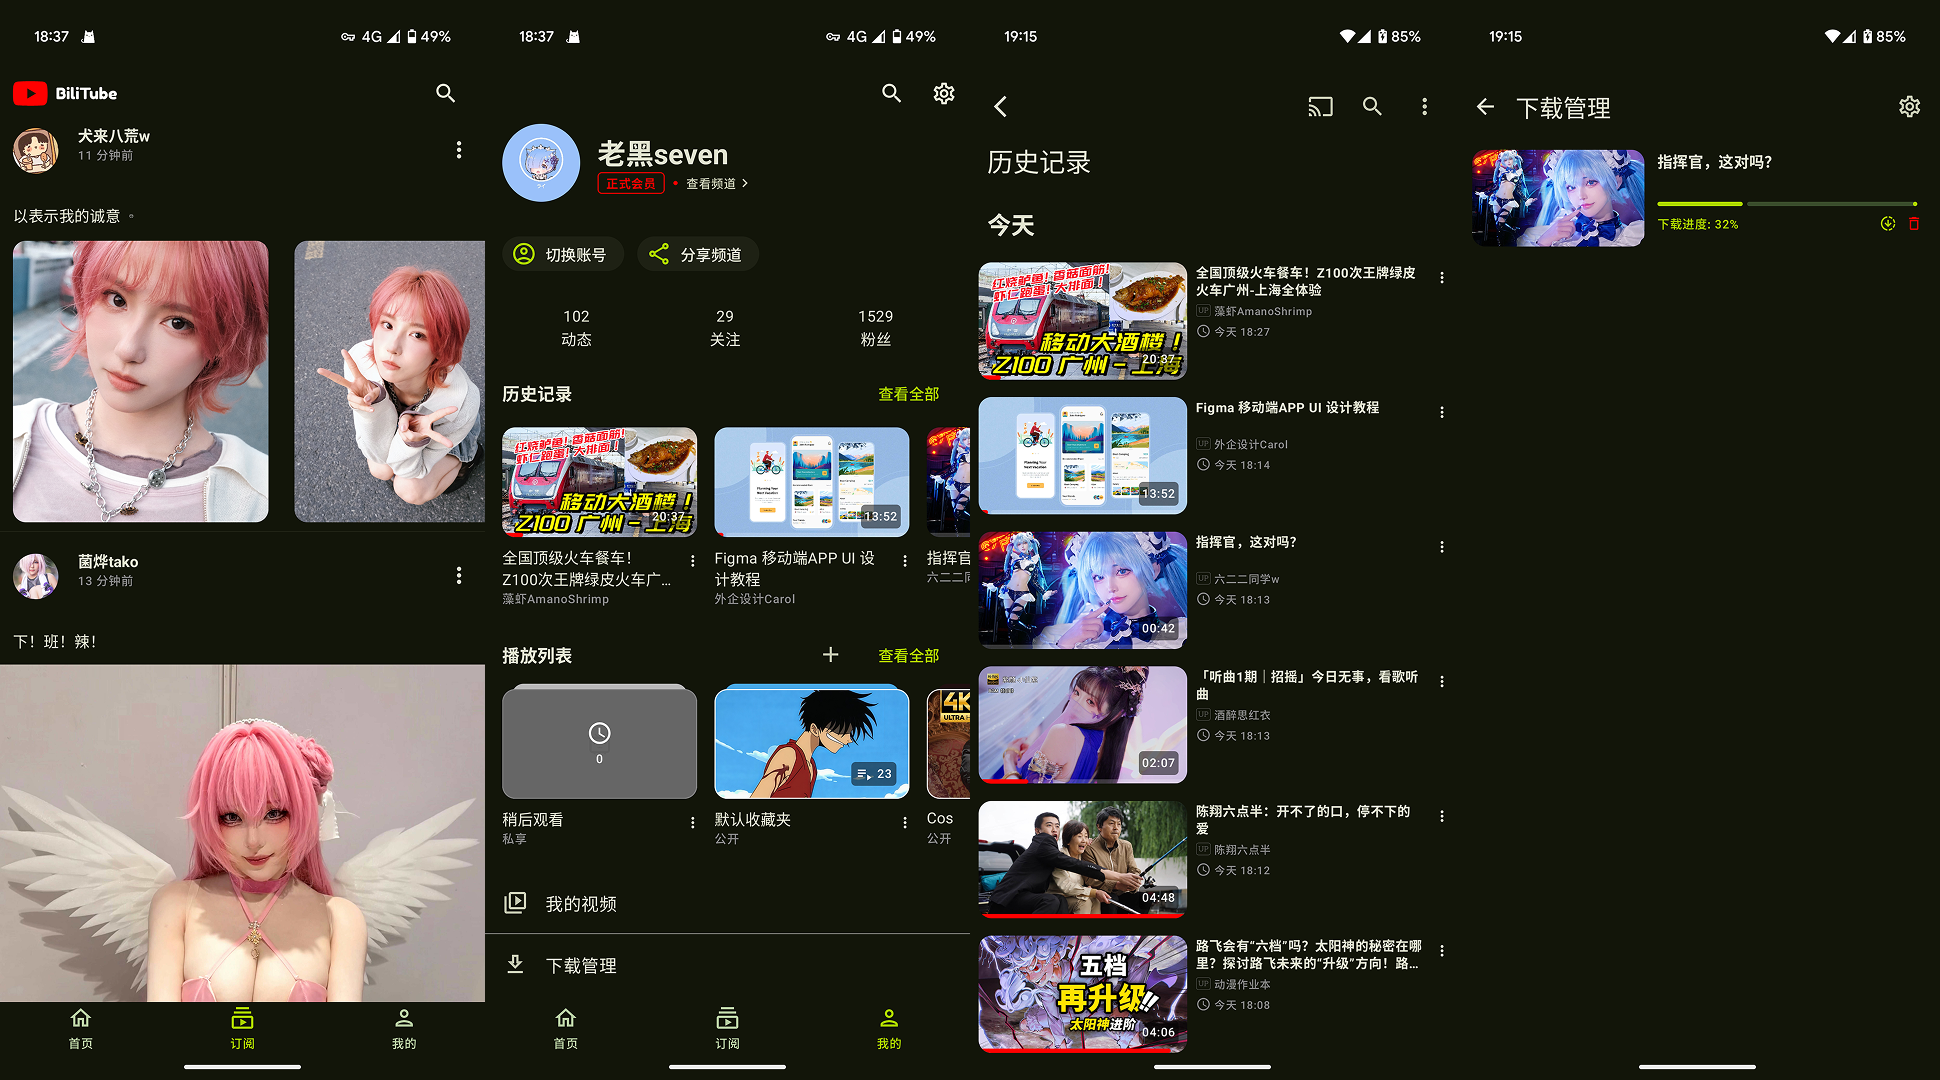 18:37
4G
49%
BiliTube
犬来八荒w
11 分钟前
以表示我的诚意 。
菌烨tako
13 分钟前
下！班！辣！
首页
订阅
我的
18:37
4G
49%
老黑seven
正式会员
查看频道
切换账号
分享频道
102
动态
29
关注
1529
粉丝
历史记录
查看全部
红烧鲈鱼！香菇面筋！
虾仁跑蛋！大排面！
移动大酒楼！
Z100 广州－上海
20:37
全国顶级火车餐车！
Z100次王牌绿皮火车广…
藻虾AmanoShrimp
13:52
Figma 移动端APP UI 设
计教程
外企设计Carol
指挥官
六二二同
播放列表
查看全部
0
稍后观看
私享
23
默认收藏夹
公开
4K
ULTRA H
Cos
公开
我的视频
下载管理
首页
订阅
我的
19:15
85%
历史记录
今天
红烧鲈鱼！香菇面筋！
虾仁跑蛋！大排面！
移动大酒楼！
Z100 广州－上海
20:37
全国顶级火车餐车！Z100次王牌绿皮
火车广州-上海全体验
UP 藻虾AmanoShrimp
今天 18:27
13:52
Figma 移动端APP UI 设计教程
UP 外企设计Carol
今天 18:14
00:42
指挥官，这对吗？
UP 六二二同学w
今天 18:13
02:07
「听曲1期｜招摇」今日无事，看歌听
曲
UP 酒醉思红衣
今天 18:13
04:48
陈翔六点半：开不了的口，停不下的
爱
UP 陈翔六点半
今天 18:12
五档
再升级!!
太阳神进阶
04:06
路飞会有“六档”吗？太阳神的秘密在哪
里？探讨路飞未来的“升级”方向！路…
UP 动漫作业本
今天 18:08
19:15
85%
下载管理
指挥官，这对吗？
下载进度: 32%